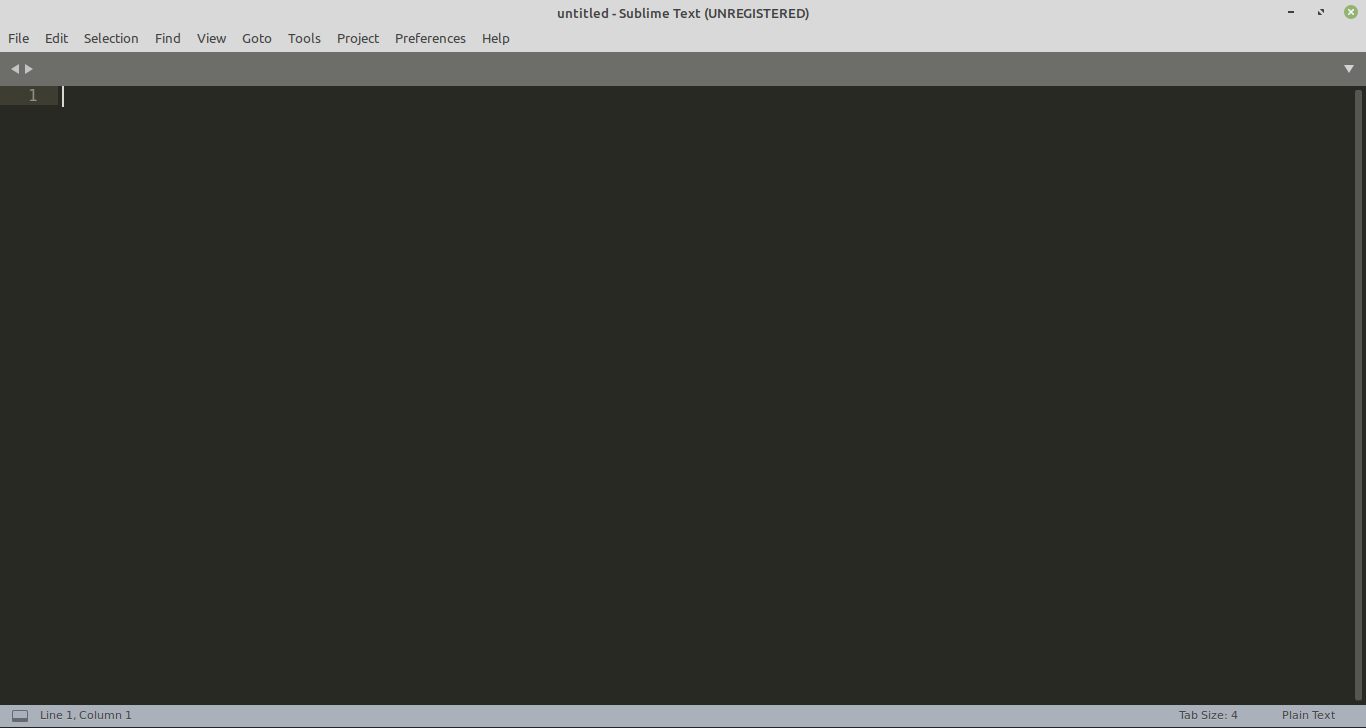 untitled - Sublime Text (UNREGISTERED)
File Edit Selection Find View Goto Tools Project Preferences Help
1
Line 1, Column 1 Tab Size: 4 Plain Text